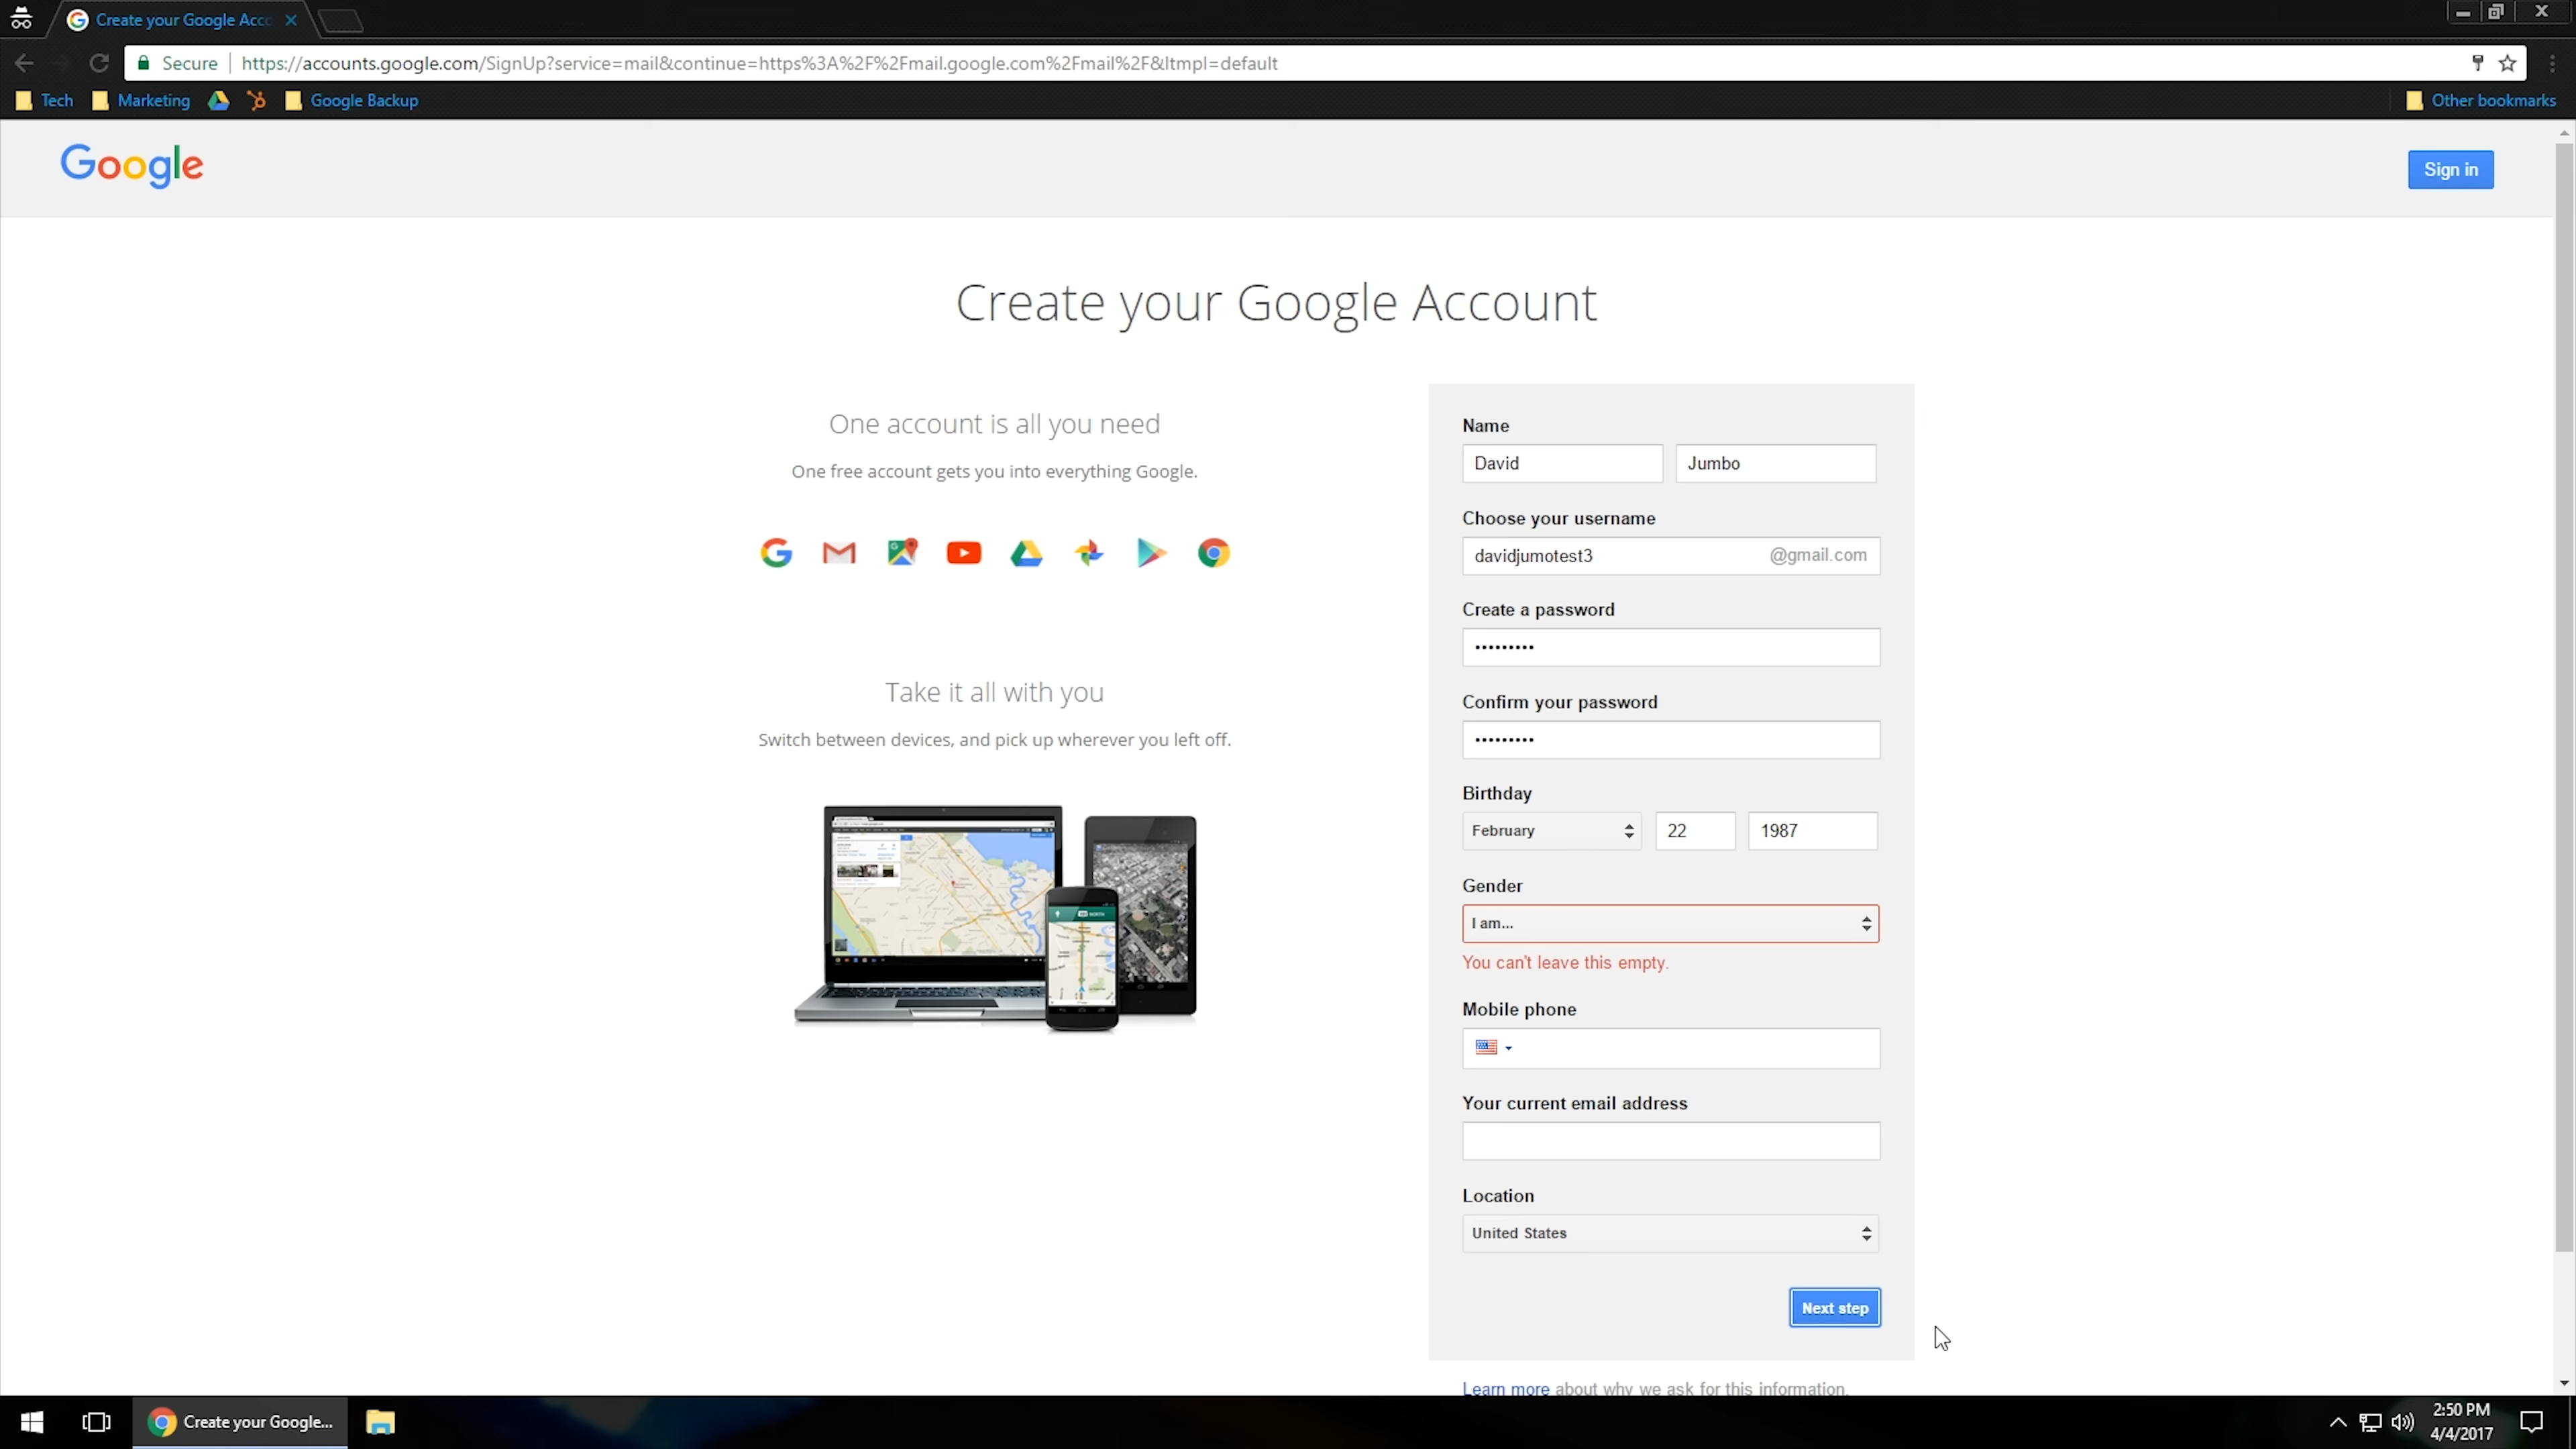 Create your Google Acco
Secure https://accounts.google.com/SignUp?service=mail&continue=https%3A%2F%2Fmail.google.com%2Fmail%2F&ltmpl=default
Tech Marketing Google Backup Other bookmarks
Google Sign in
Create your Google Account
One account is all you need
One free account gets you into everything Google.
Take it all with you
Switch between devices, and pick up wherever you left off.
Name
David Jumbo
Choose your username
davidjumotest3 @gmail.com
Create a password
•••••••••
Confirm your password
•••••••••
Birthday
February 22 1987
Gender
I am...
You can't leave this empty.
Mobile phone
Your current email address
Location
United States
Next step
Learn more about why we ask for this information.
Create your Google...
2:50 PM
4/4/2017